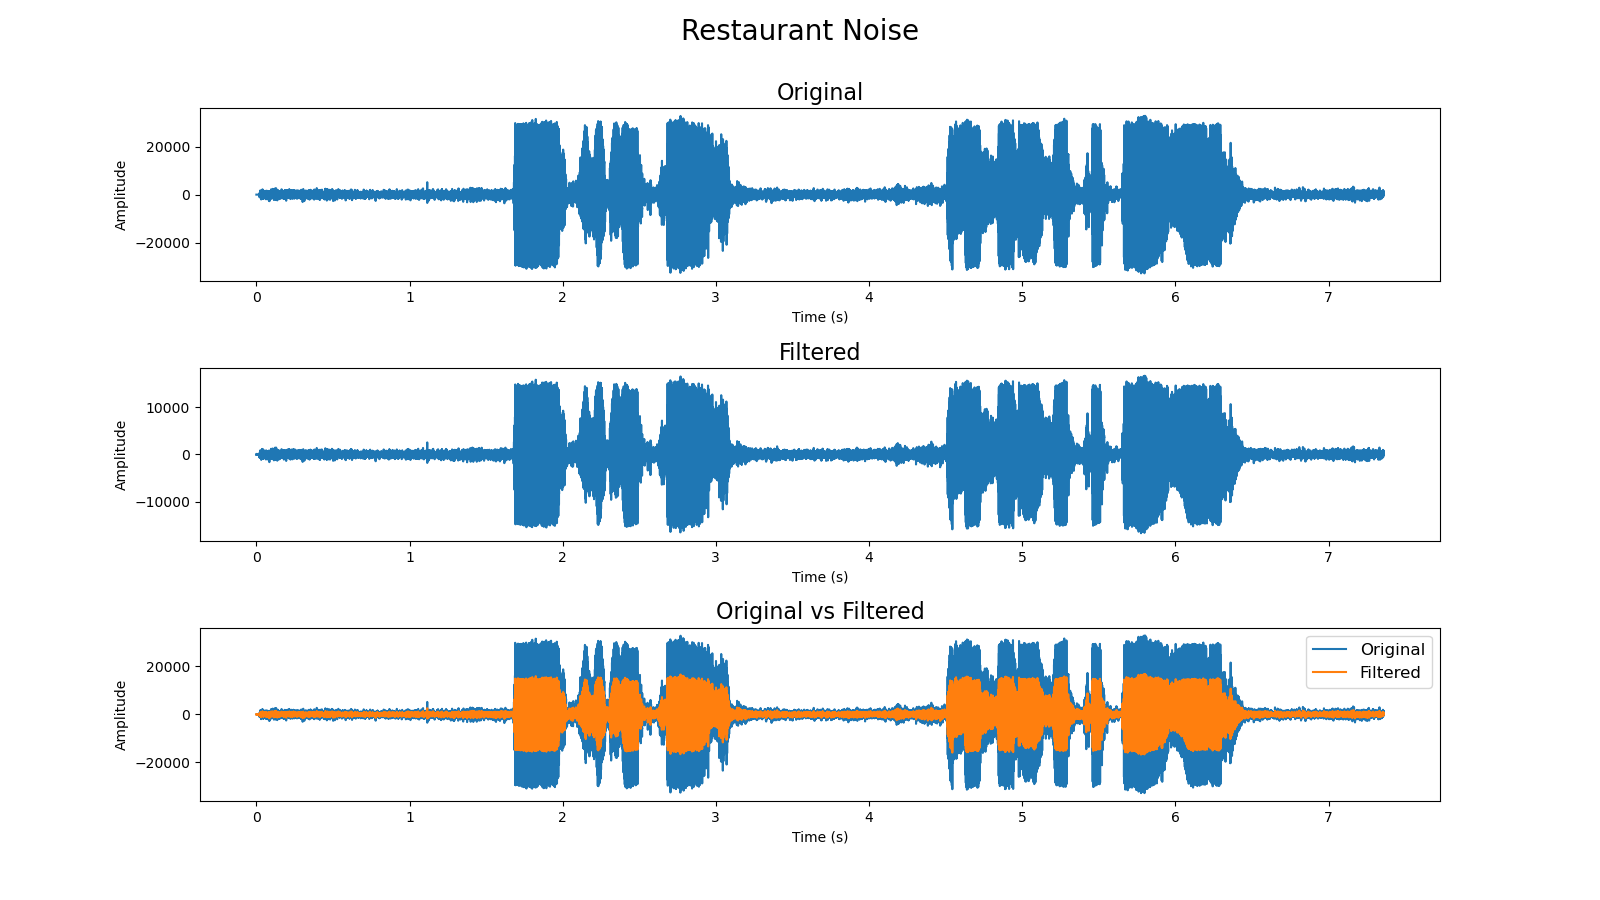 Restaurant Noise
Original
Amplitude
20000
0
−20000
0 1 2 3 4 5 6 7
Time (s)
Filtered
Amplitude
10000
0
−10000
0 1 2 3 4 5 6 7
Time (s)
Original vs Filtered
Amplitude
20000
0
−20000
Original
Filtered
0 1 2 3 4 5 6 7
Time (s)